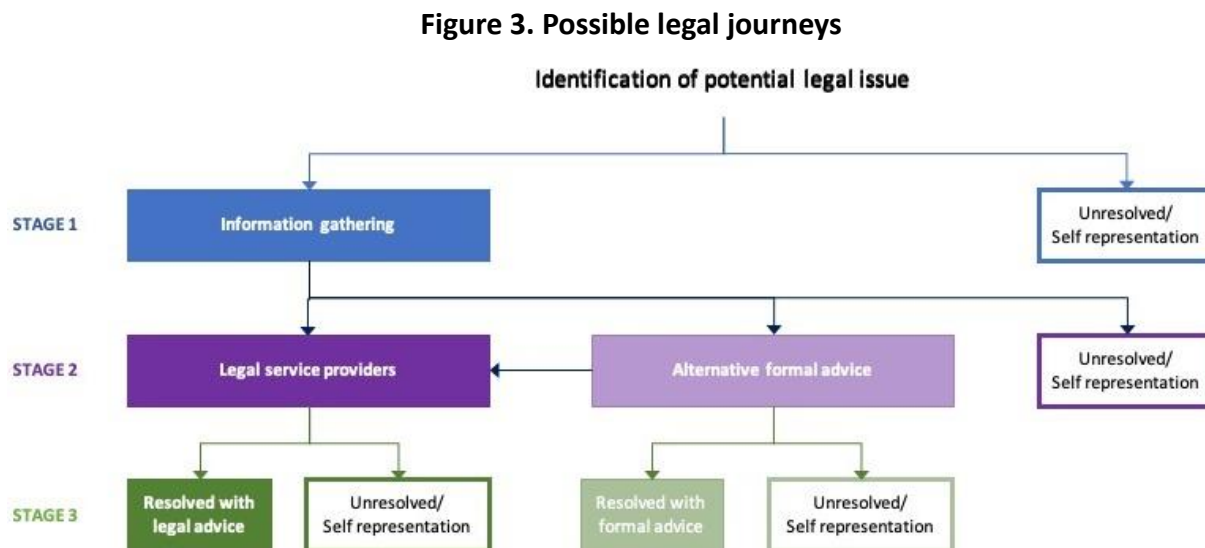 Figure 3. Possible legal journeys
Identification of potential legal issue
STAGE 1
Information gathering
Unresolved/
Self representation
STAGE 2
Legal service providers
Alternative formal advice
Unresolved/
Self representation
STAGE 3
Resolved with
legal advice
Unresolved/
Self representation
Resolved with
formal advice
Unresolved/
Self representation